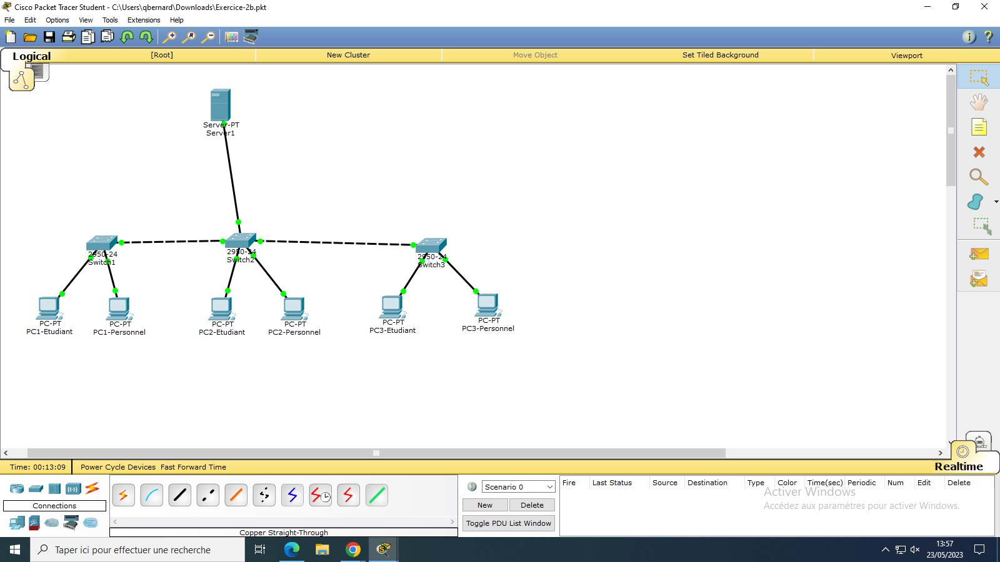 Cisco Packet Tracer Student - C:\Users\qbernard\Downloads\Exercice-2b.pkt
File Edit Options View Tools Extensions Help
Logical [Root] New Cluster Move Object Set Tiled Background Viewport
Server-PT
Server1
2950-24
Switch1
2950-24
Switch2
2950-24
Switch3
PC-PT
PC1-Etudiant
PC-PT
PC1-Personnel
PC-PT
PC2-Etudiant
PC-PT
PC2-Personnel
PC-PT
PC3-Etudiant
PC-PT
PC3-Personnel
Time: 00:13:09 Power Cycle Devices Fast Forward Time
Realtime
Connections
Copper Straight-Through
Scenario 0
New Delete
Toggle PDU List Window
Fire Last Status Source Destination Type Color Time(sec) Periodic Num Edit Delete
Activer Windows
Accédez aux paramètres pour activer Windows.
Taper ici pour effectuer une recherche
13:57
23/05/2023